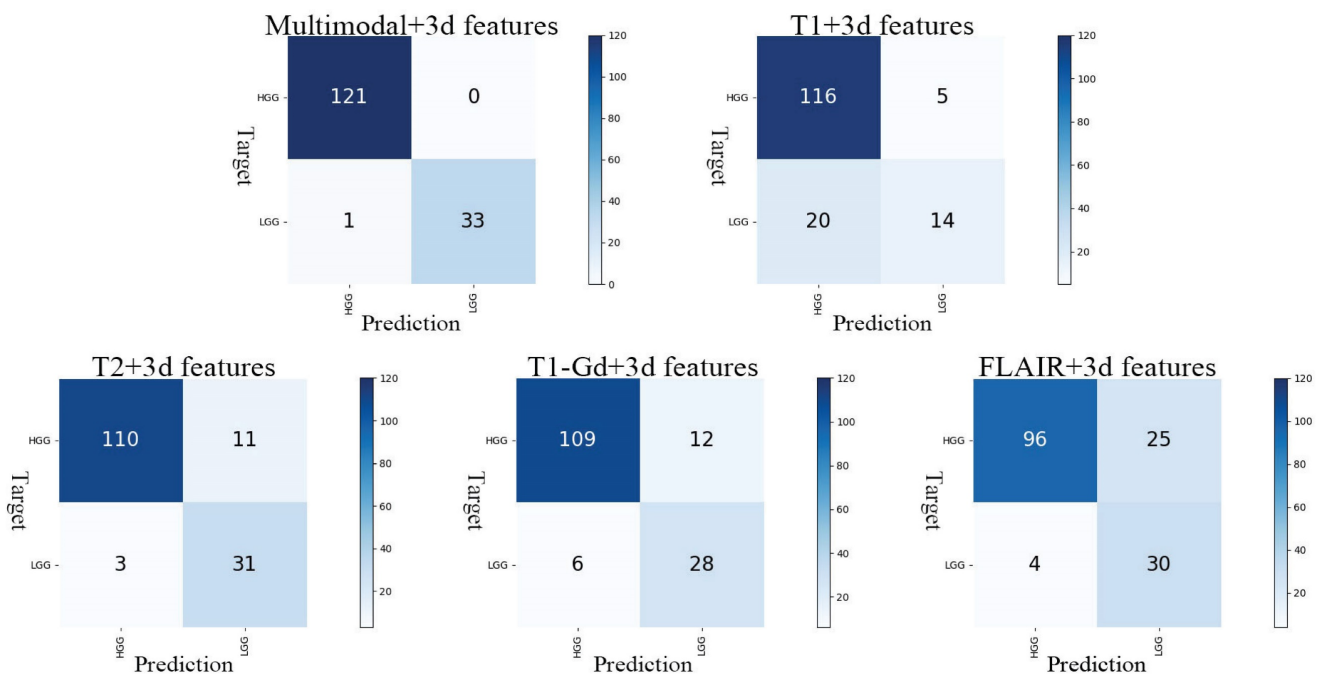 Multimodal+3d features
HGG
LGG
Target
121 0
1 33
HGG LGG
Prediction
120
100
80
60
40
20
0
T1+3d features
HGG
LGG
Target
116 5
20 14
HGG LGG
Prediction
120
100
80
60
40
20
T2+3d features
HGG
LGG
Target
110 11
3 31
HGG LGG
Prediction
120
100
80
60
40
20
T1-Gd+3d features
HGG
LGG
Target
109 12
6 28
HGG LGG
Prediction
120
100
80
60
40
20
FLAIR+3d features
HGG
LGG
Target
96 25
4 30
HGG LGG
Prediction
120
100
80
60
40
20